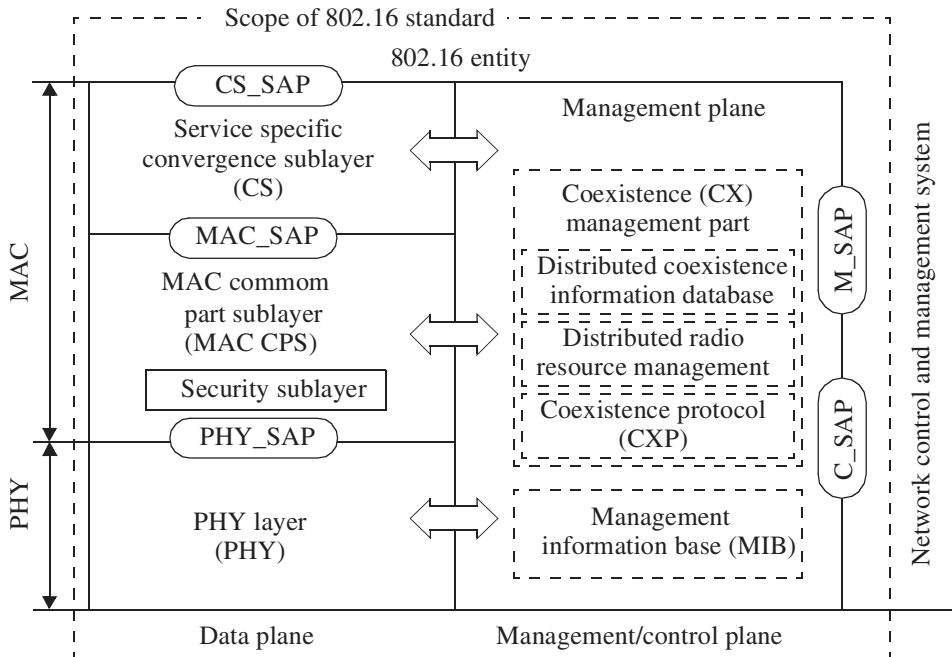 Scope of 802.16 standard
802.16 entity
CS_SAP
Service specific
convergence sublayer
(CS)
MAC_SAP
MAC commom
part sublayer
(MAC CPS)
Security sublayer
PHY_SAP
PHY layer
(PHY)
Data plane
MAC
PHY
Management plane
Coexistence (CX)
management part
Distributed coexistence
information database
Distributed radio
resource management
Coexistence protocol
(CXP)
Management
information base (MIB)
Management/control plane
M_SAP
C_SAP
Network control and management system